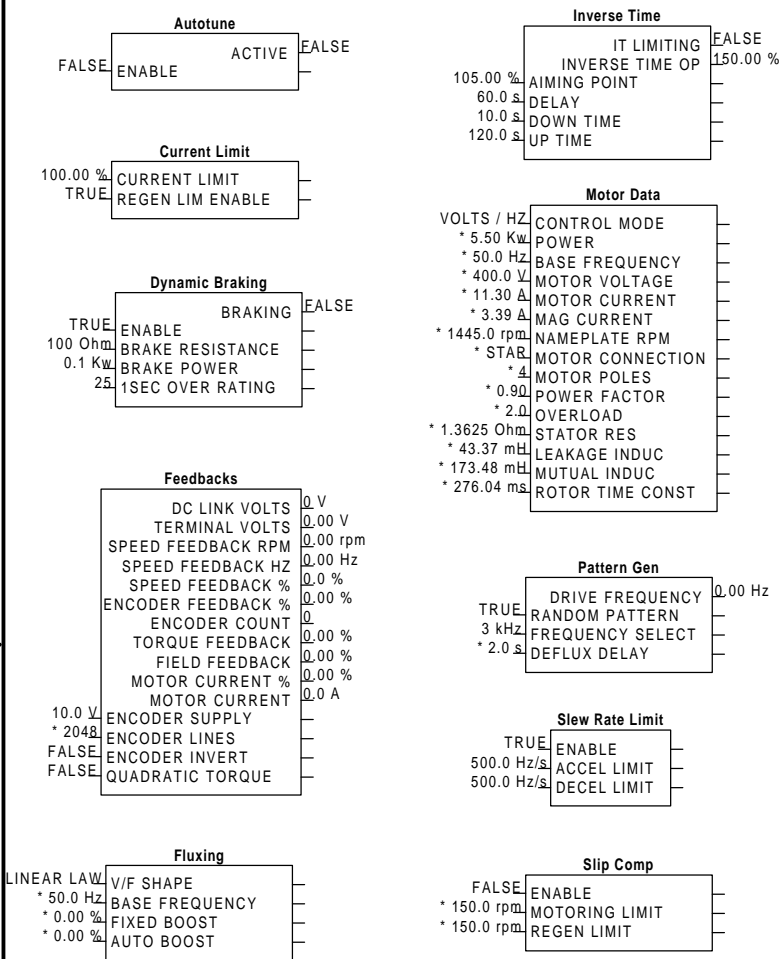 Autotune
ACTIVE FALSE
FALSE ENABLE
Current Limit
100.00 % CURRENT LIMIT
TRUE REGEN LIM ENABLE
Dynamic Braking
BRAKING FALSE
TRUE ENABLE
100 Ohm BRAKE RESISTANCE
0.1 Kw BRAKE POWER
25 1SEC OVER RATING
Feedbacks
DC LINK VOLTS 0 V
TERMINAL VOLTS 0.00 V
SPEED FEEDBACK RPM 0.00 rpm
SPEED FEEDBACK HZ 0.00 Hz
SPEED FEEDBACK % 0.0 %
ENCODER FEEDBACK % 0.00 %
ENCODER COUNT 0
TORQUE FEEDBACK 0.00 %
FIELD FEEDBACK 0.00 %
MOTOR CURRENT % 0.00 %
MOTOR CURRENT 0.0 A
10.0 V ENCODER SUPPLY
* 2048 ENCODER LINES
FALSE ENCODER INVERT
FALSE QUADRATIC TORQUE
Fluxing
LINEAR LAW V/F SHAPE
* 50.0 Hz BASE FREQUENCY
* 0.00 % FIXED BOOST
* 0.00 % AUTO BOOST
Inverse Time
IT LIMITING FALSE
INVERSE TIME OP 150.00 %
105.00 % AIMING POINT
60.0 s DELAY
10.0 s DOWN TIME
120.0 s UP TIME
Motor Data
VOLTS / HZ CONTROL MODE
* 5.50 Kw POWER
* 50.0 Hz BASE FREQUENCY
* 400.0 V MOTOR VOLTAGE
* 11.30 A MOTOR CURRENT
* 3.39 A MAG CURRENT
* 1445.0 rpm NAMEPLATE RPM
* STAR MOTOR CONNECTION
* 4 MOTOR POLES
* 0.90 POWER FACTOR
* 2.0 OVERLOAD
* 1.3625 Ohm STATOR RES
* 43.37 mH LEAKAGE INDUC
* 173.48 mH MUTUAL INDUC
* 276.04 ms ROTOR TIME CONST
Pattern Gen
DRIVE FREQUENCY 0.00 Hz
TRUE RANDOM PATTERN
3 kHz FREQUENCY SELECT
* 2.0 s DEFLUX DELAY
Slew Rate Limit
TRUE ENABLE
500.0 Hz/s ACCEL LIMIT
500.0 Hz/s DECEL LIMIT
Slip Comp
FALSE ENABLE
* 150.0 rpm MOTORING LIMIT
* 150.0 rpm REGEN LIMIT